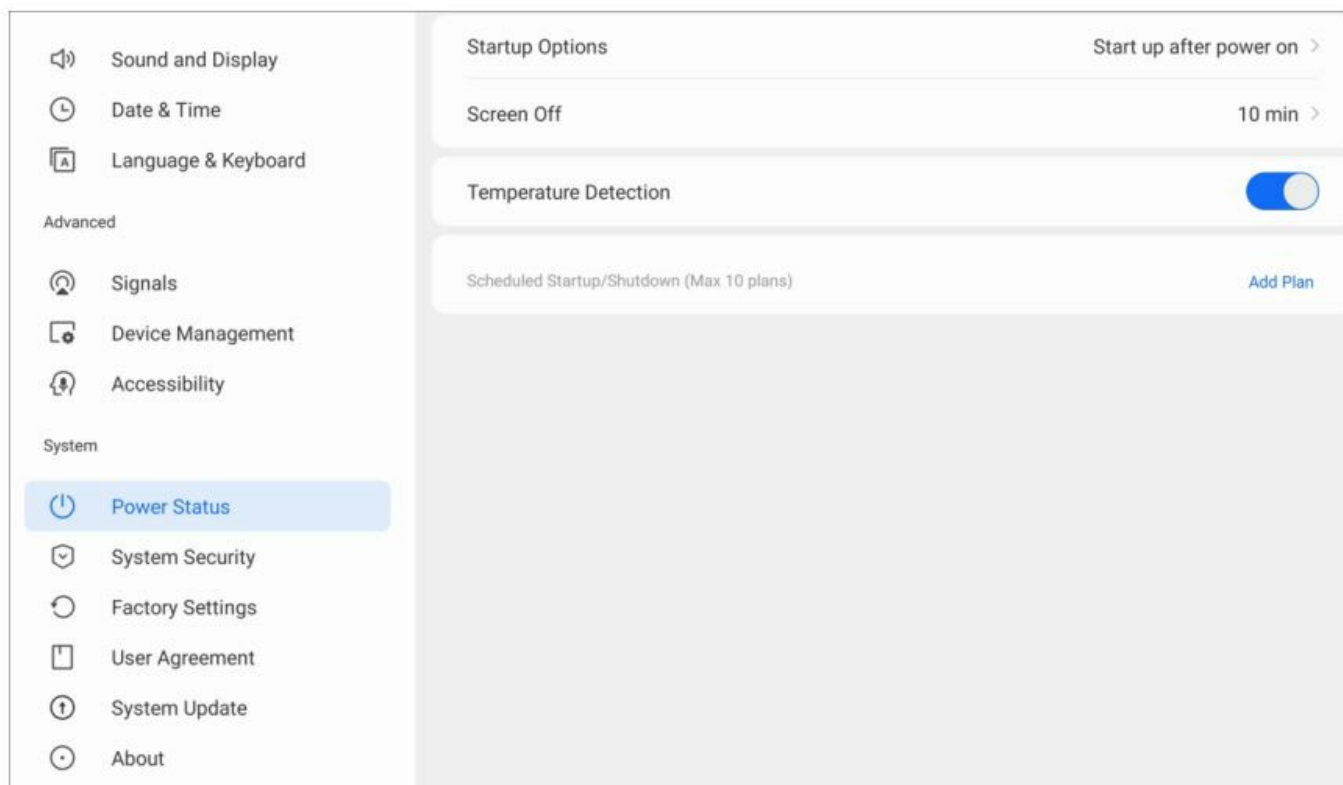 Sound and Display
Date & Time
Language & Keyboard
Advanced
Signals
Device Management
Accessibility
System
Power Status
System Security
Factory Settings
User Agreement
System Update
About
Startup Options
Start up after power on
Screen Off
10 min
Temperature Detection
Scheduled Startup/Shutdown (Max 10 plans)
Add Plan